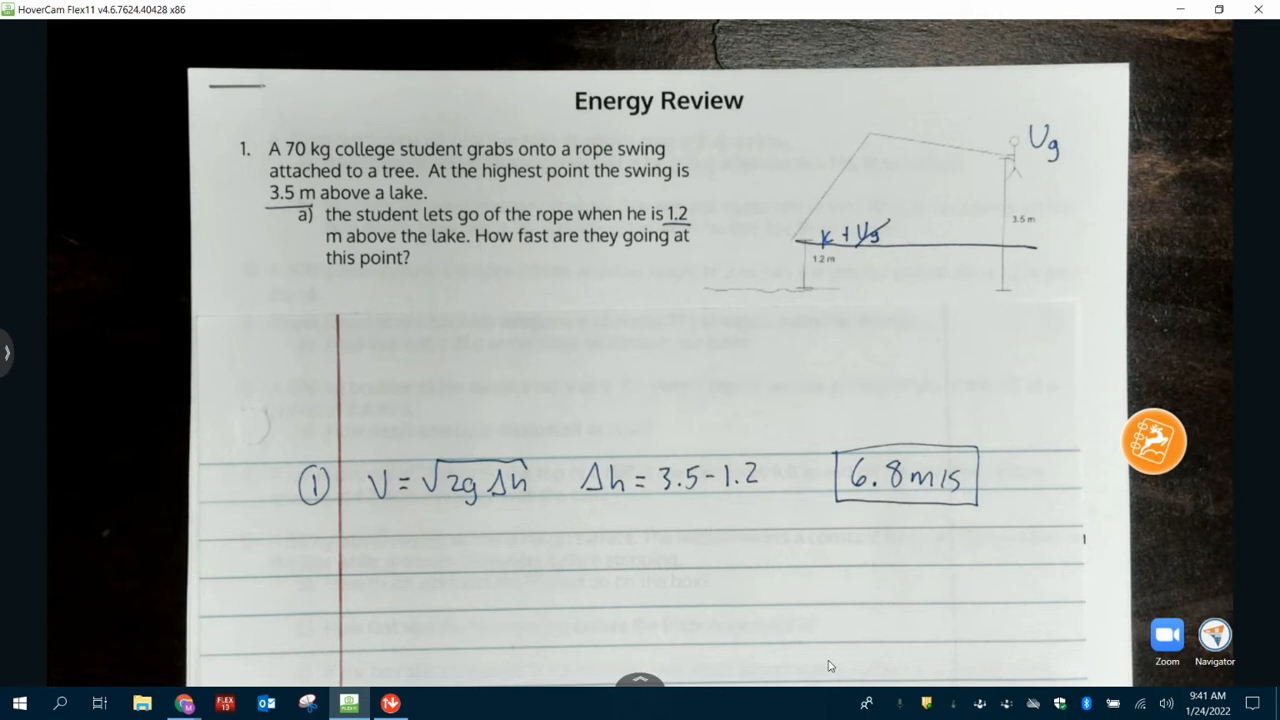 HoverCam Flex11 v4.6.7624.40428 x86
Energy Review
1. A 70 kg college student grabs onto a rope swing
attached to a tree. At the highest point the swing is
3.5 m above a lake.
a) the student lets go of the rope when he is 1.2
m above the lake. How fast are they going at
this point?
Ug
3.5 m
K + Ug
1.2 m
① V = √2gΔh Δh = 3.5-1.2 6.8 m/s
Zoom
Navigator
FLEX 11
9:41 AM
1/24/2022